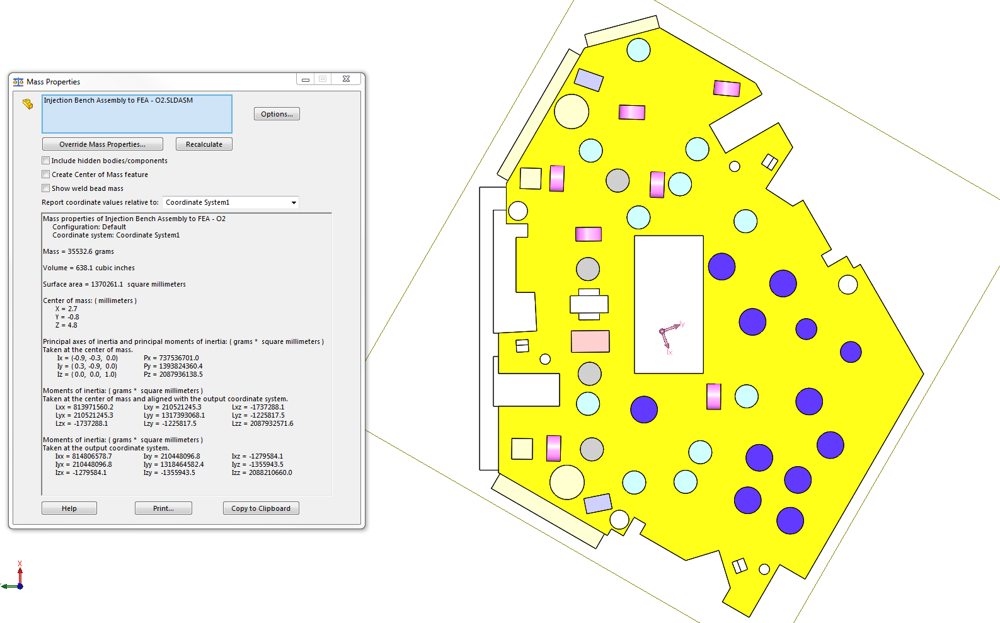 Mass Properties
Injection Bench Assembly to FEA - O2.SLDASM
Options...
Override Mass Properties...
Recalculate
Include hidden bodies/components
Create Center of Mass feature
Show weld bead mass
Report coordinate values relative to: Coordinate System1
Mass properties of Injection Bench Assembly to FEA - O2
Configuration: Default
Coordinate system: Coordinate System1
Mass = 35532.6 grams
Volume = 638.1 cubic inches
Surface area = 1370261.1 square millimeters
Center of mass: ( millimeters )
X = 2.7
Y = -0.8
Z = 4.8
Principal axes of inertia and principal moments of inertia: ( grams * square millimeters )
Taken at the center of mass.
Ix = (-0.9, -0.3, 0.0) Px = 737536701.0
Iy = ( 0.3, -0.9, 0.0) Py = 1393824360.4
Iz = ( 0.0, 0.0, 1.0) Pz = 2087936138.5
Moments of inertia: ( grams * square millimeters )
Taken at the center of mass and aligned with the output coordinate system.
Lxx = 813971560.2 Lxy = 210521245.3 Lxz = -1737288.1
Lyx = 210521245.3 Lyy = 1317393068.1 Lyz = -1225817.5
Lzx = -1737288.1 Lzy = -1225817.5 Lzz = 2087932571.6
Moments of inertia: ( grams * square millimeters )
Taken at the output coordinate system.
Ixx = 814806578.7 Ixy = 210448096.8 Ixz = -1279584.1
Iyx = 210448096.8 Iyy = 1318464582.4 Iyz = -1355943.5
Izx = -1279584.1 Izy = -1355943.5 Izz = 2088210660.0
Help
Print...
Copy to Clipboard
Iy
Ix
X